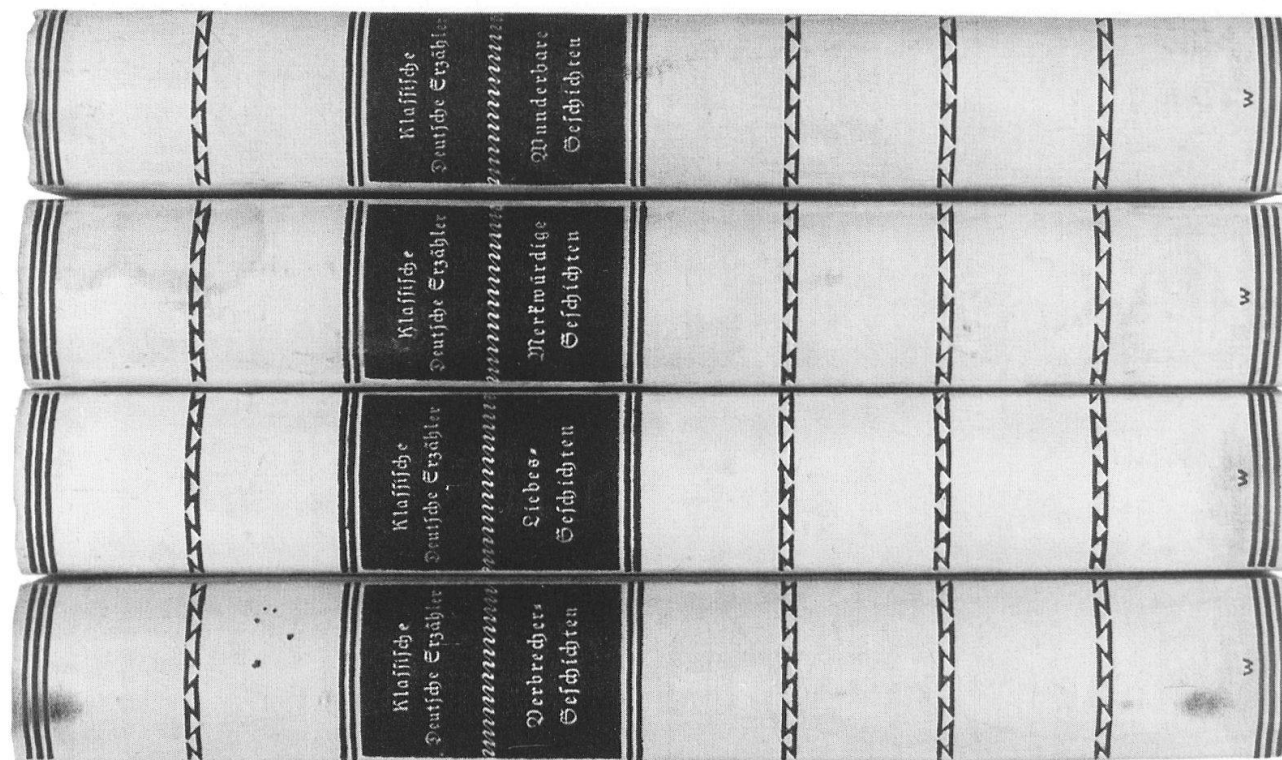 Klaſſiſche
Deutſche Erzähler
Wunderbare
Geſchichten
W
Klaſſiſche
Deutſche Erzähler
Merkwürdige
Geſchichten
W
Klaſſiſche
Deutſche Erzähler
Liebes-
Geſchichten
W
Klaſſiſche
Deutſche Erzähler
Verbrecher-
Geſchichten
W